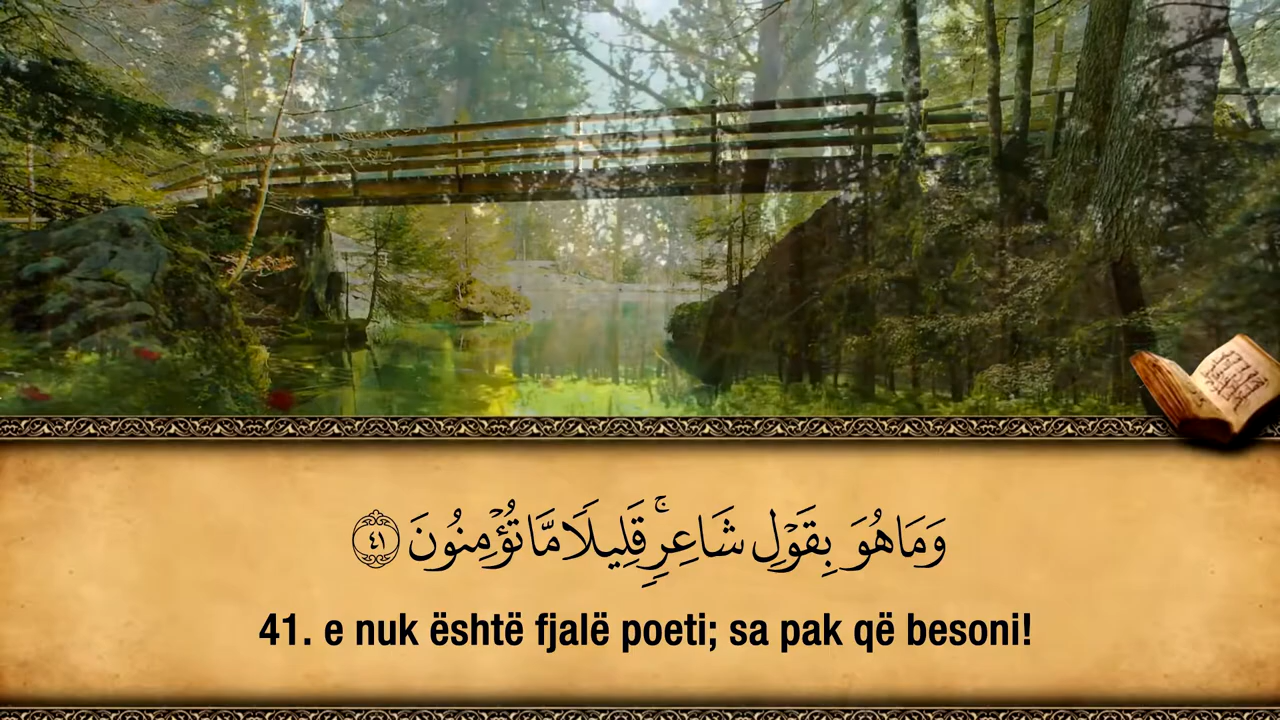 وَمَا هُوَ بِقَوْلِ شَاعِرٍ ۚ قَلِيلًا مَّا تُؤْمِنُونَ ٤١
41. e nuk është fjalë poeti; sa pak që besoni!